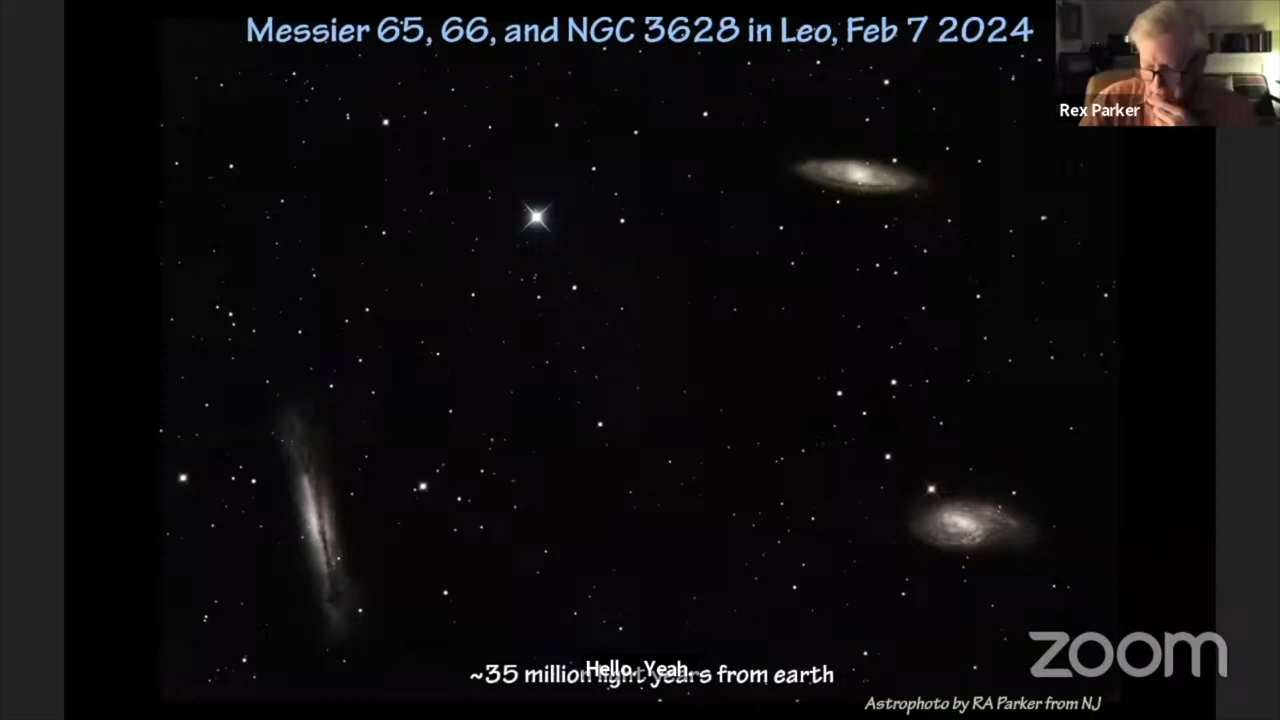 Messier 65, 66, and NGC 3628 in Leo, Feb 7 2024
Rex Parker
~35 million light years from earth
Hello. Yeah.
zoom
Astrophoto by RA Parker from NJ